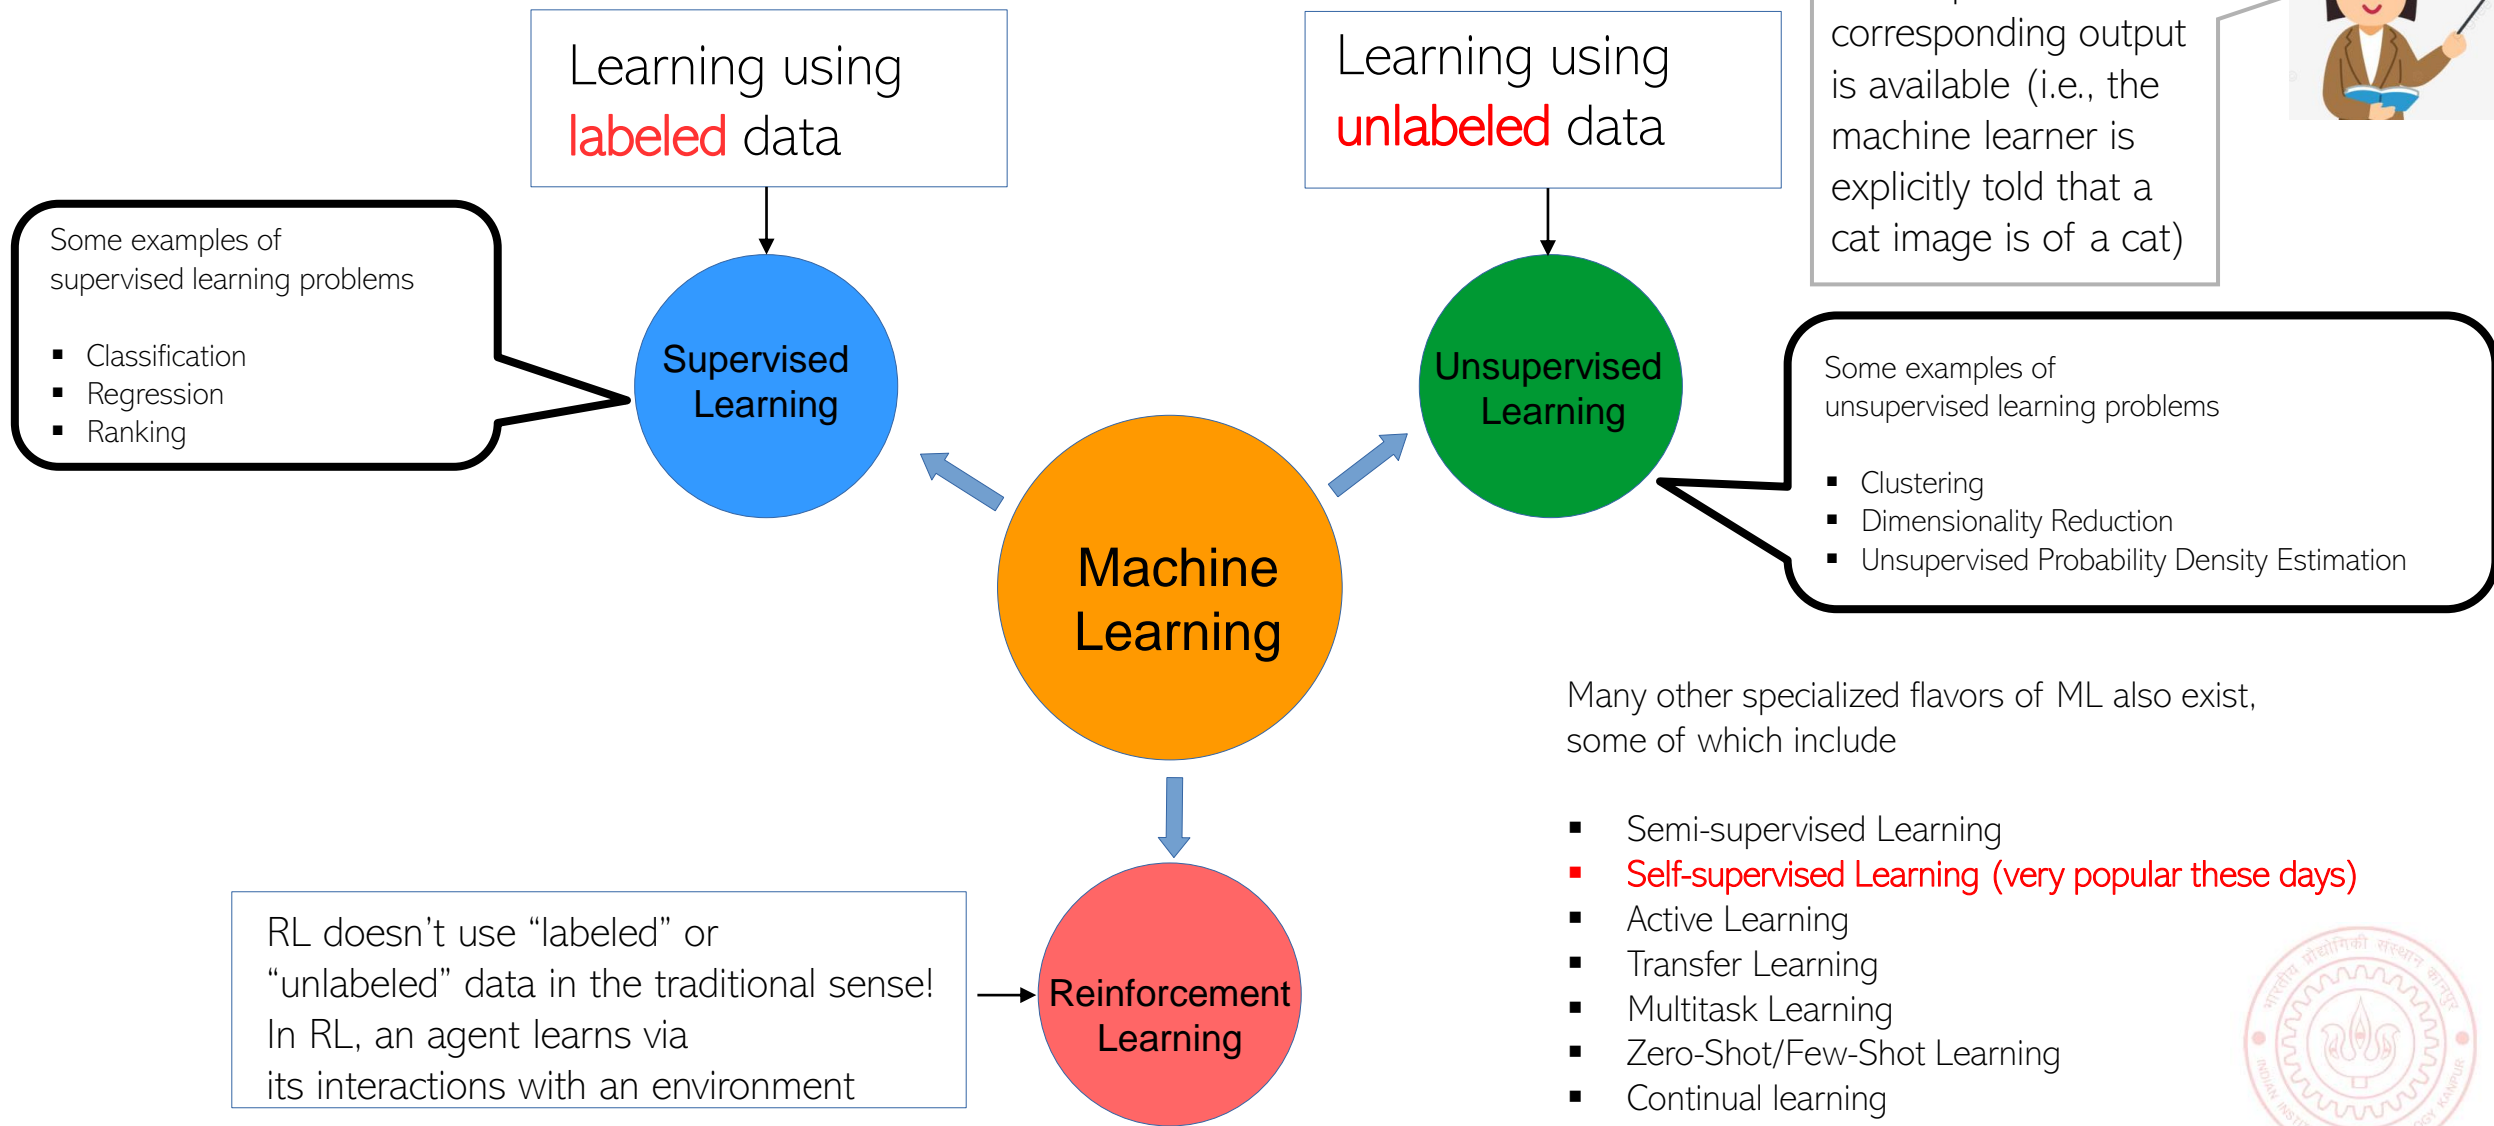 Learning using
labeled data
Learning using
unlabeled data
corresponding output
is available (i.e., the
machine learner is
explicitly told that a
cat image is of a cat)
Some examples of
supervised learning problems
▪ Classification
▪ Regression
▪ Ranking
Supervised
Learning
Unsupervised
Learning
Some examples of
unsupervised learning problems
▪ Clustering
▪ Dimensionality Reduction
▪ Unsupervised Probability Density Estimation
Machine
Learning
Many other specialized flavors of ML also exist,
some of which include
▪ Semi-supervised Learning
▪ Self-supervised Learning (very popular these days)
▪ Active Learning
▪ Transfer Learning
▪ Multitask Learning
▪ Zero-Shot/Few-Shot Learning
▪ Continual learning
RL doesn’t use “labeled” or
“unlabeled” data in the traditional sense!
In RL, an agent learns via
its interactions with an environment
Reinforcement
Learning
भारतीय प्रौद्योगिकी संस्थान कानपुर
INDIAN KANPUR